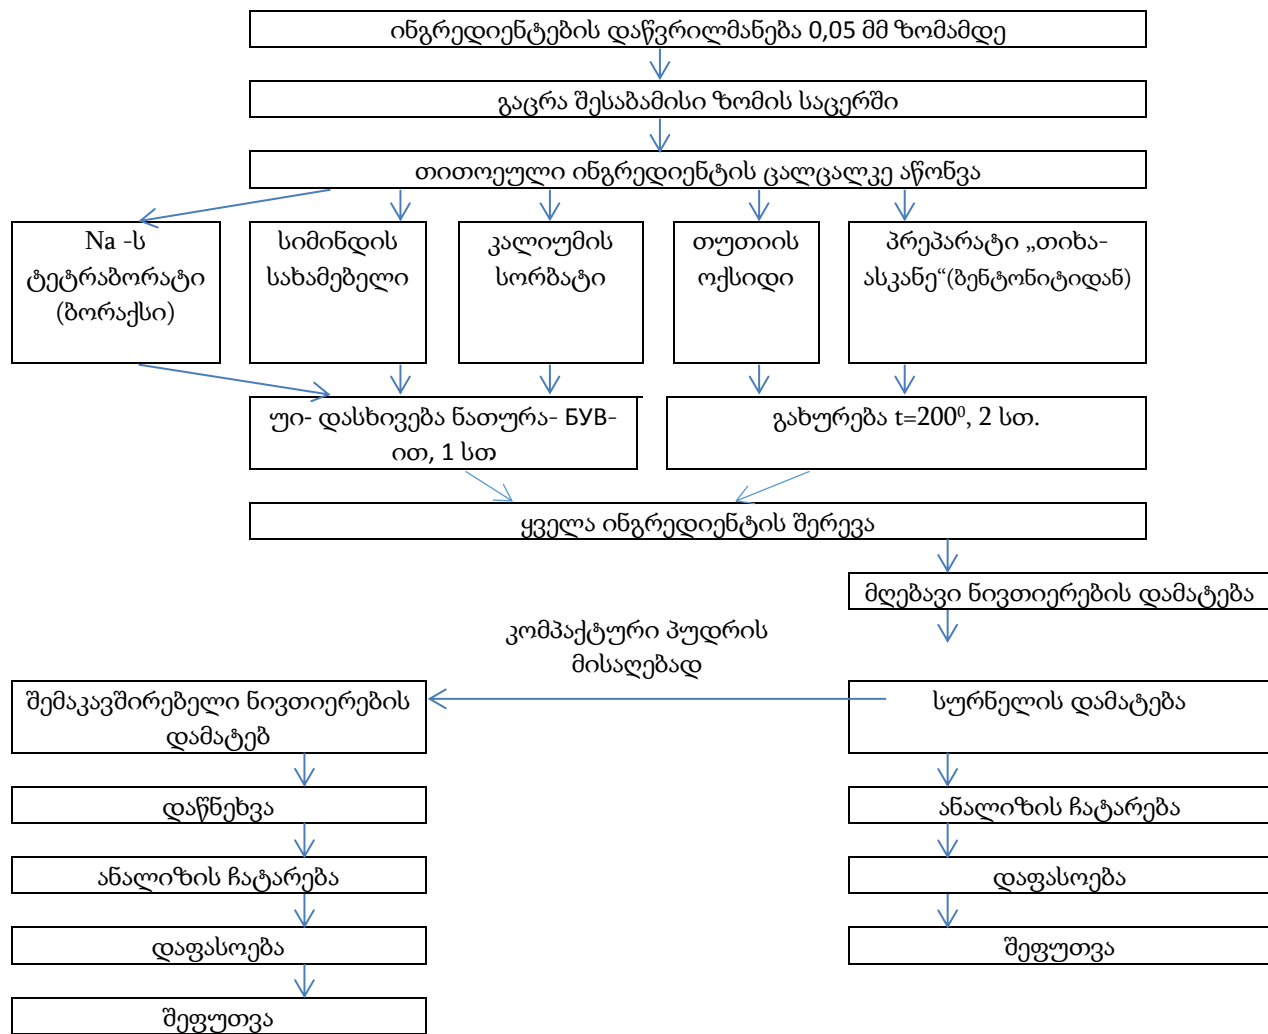 ინგრედიენტების დაწვრილმანება 0,05 მმ ზომამდე
გაცრა შესაბამისი ზომის საცერში
თითოეული ინგრედიენტის ცალცალკე აწონვა
Na -ს
ტეტრაბორატი
(ბორაქსი)
სიმინდის
სახამებელი
კალიუმის
სორბატი
თუთიის
ოქსიდი
პრეპარატი „თიხა-
ასკანე“(ბენტონიტიდან)
უი- დასხივება ნათურა- БУВ-
ით, 1 სთ
გახურება t=200⁰, 2 სთ.
ყველა ინგრედიენტის შერევა
მღებავი ნივთიერების დამატება
კომპაქტური პუდრის
მისაღებად
შემაკავშირებელი ნივთიერების
დამატებ
სურნელის დამატება
დაწნეხვა
ანალიზის ჩატარება
ანალიზის ჩატარება
დაფასოება
დაფასოება
შეფუთვა
შეფუთვა